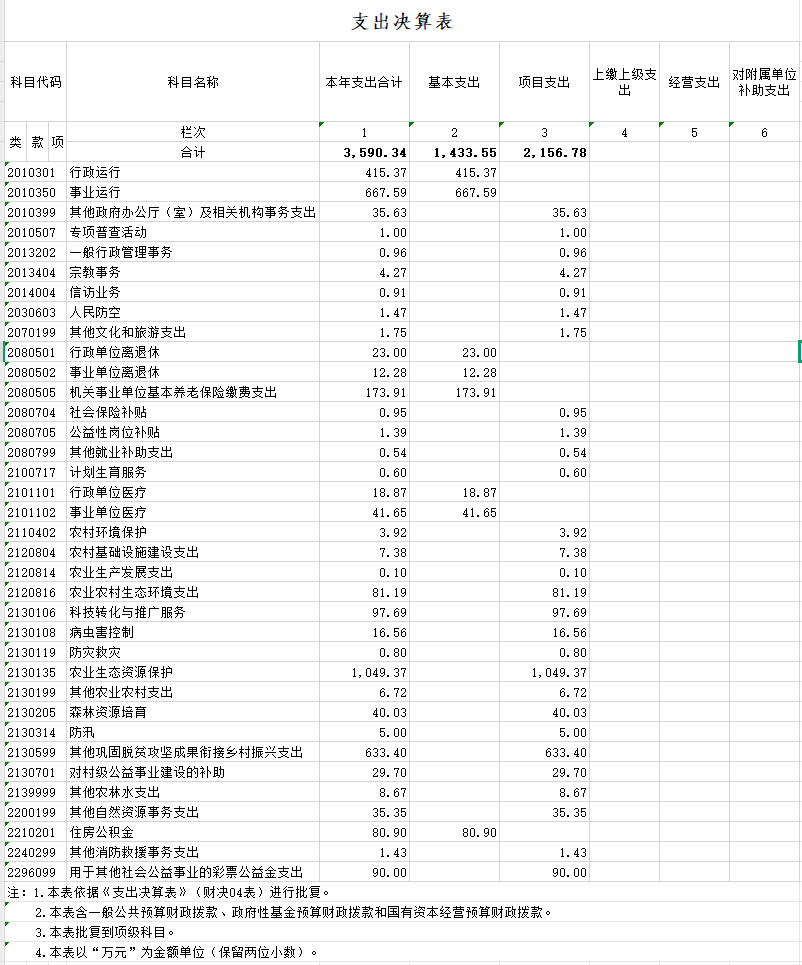 支出决算表
科目代码 科目名称 本年支出合计 基本支出 项目支出 上缴上级支出 经营支出 对附属单位补助支出
类 款 项 栏次 1 2 3 4 5 6
合计 3,590.34 1,433.55 2,156.78
2010301 行政运行 415.37 415.37
2010350 事业运行 667.59 667.59
2010399 其他政府办公厅（室）及相关机构事务支出 35.63 35.63
2010507 专项普查活动 1.00 1.00
2013202 一般行政管理事务 0.96 0.96
2013404 宗教事务 4.27 4.27
2014004 信访业务 0.91 0.91
2030603 人民防空 1.47 1.47
2070199 其他文化和旅游支出 1.75 1.75
2080501 行政单位离退休 23.00 23.00
2080502 事业单位离退休 12.28 12.28
2080505 机关事业单位基本养老保险缴费支出 173.91 173.91
2080704 社会保险补贴 0.95 0.95
2080705 公益性岗位补贴 1.39 1.39
2080799 其他就业补助支出 0.54 0.54
2100717 计划生育服务 0.60 0.60
2101101 行政单位医疗 18.87 18.87
2101102 事业单位医疗 41.65 41.65
2110402 农村环境保护 3.92 3.92
2120804 农村基础设施建设支出 7.38 7.38
2120814 农业生产发展支出 0.10 0.10
2120816 农业农村生态环境支出 81.19 81.19
2130106 科技转化与推广服务 97.69 97.69
2130108 病虫害控制 16.56 16.56
2130119 防灾救灾 0.80 0.80
2130135 农业生态资源保护 1,049.37 1,049.37
2130199 其他农业农村支出 6.72 6.72
2130205 森林资源培育 40.03 40.03
2130314 防汛 5.00 5.00
2130599 其他巩固脱贫攻坚成果衔接乡村振兴支出 633.40 633.40
2130701 对村级公益事业建设的补助 29.70 29.70
2139999 其他农林水支出 8.67 8.67
2200199 其他自然资源事务支出 35.35 35.35
2210201 住房公积金 80.90 80.90
2240299 其他消防救援事务支出 1.43 1.43
2296099 用于其他社会公益事业的彩票公益金支出 90.00 90.00
注：1.本表依据《支出决算表》（财决04表）进行批复。
2.本表含一般公共预算财政拨款、政府性基金预算财政拨款和国有资本经营预算财政拨款。
3.本表批复到项级科目。
4.本表以“万元”为金额单位（保留两位小数）。